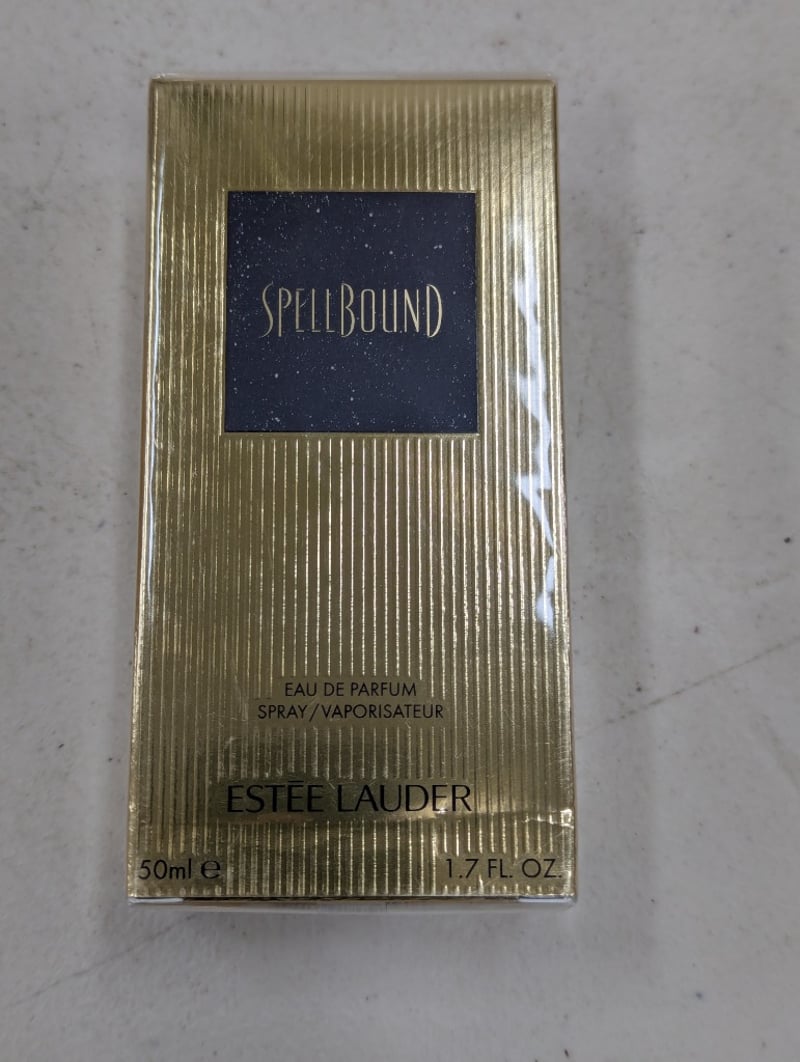 SPELLBOUND
EAU DE PARFUM
SPRAY/VAPORISATEUR
ESTĒE LAUDER
50ml ℮ 1.7 FL. OZ.